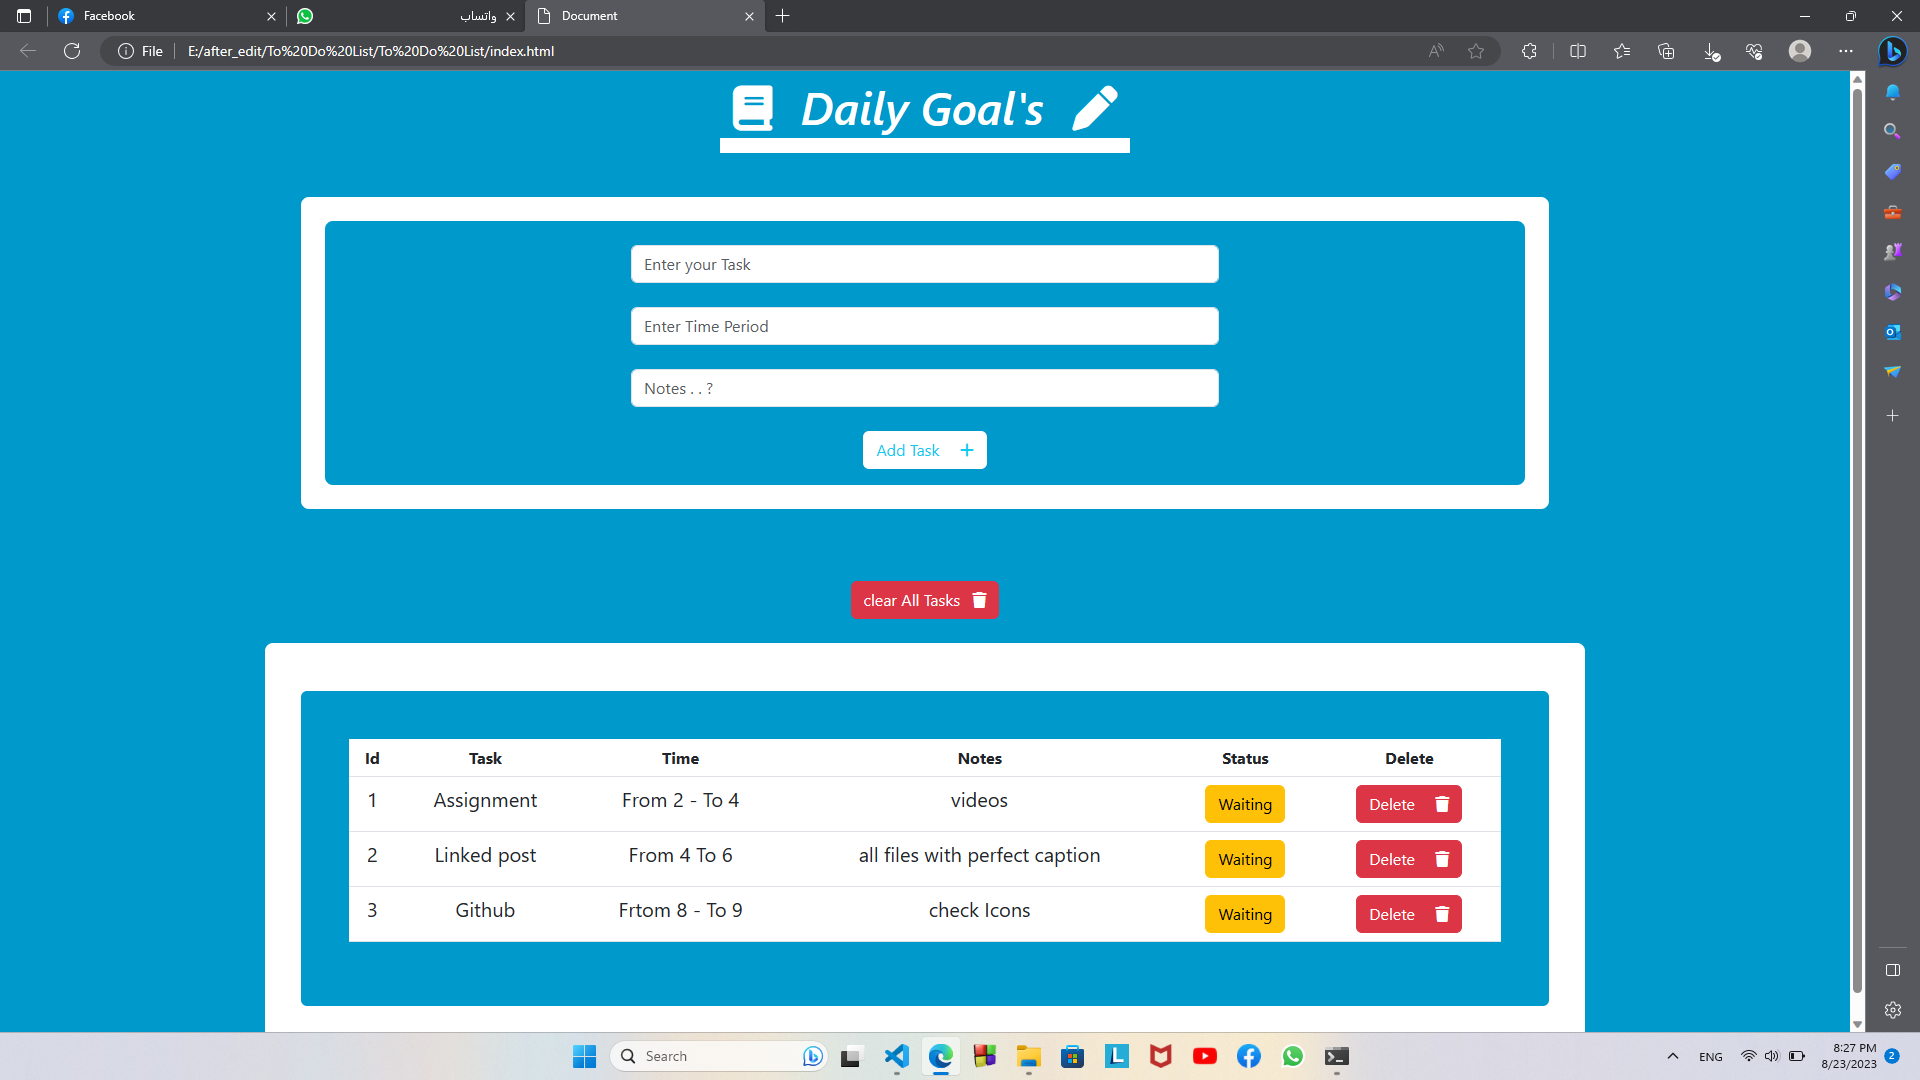 Facebook
واتساب
Document
File
E:/after_edit/To%20Do%20List/To%20Do%20List/index.html
Daily Goal's
Enter your Task
Enter Time Period
Notes . . ?
Add Task
clear All Tasks
Id Task Time Notes Status Delete
1 Assignment From 2 - To 4 videos Waiting Delete
2 Linked post From 4 To 6 all files with perfect caption Waiting Delete
3 Github Frtom 8 - To 9 check Icons Waiting Delete
Search
L
ENG
8:27 PM
8/23/2023
2